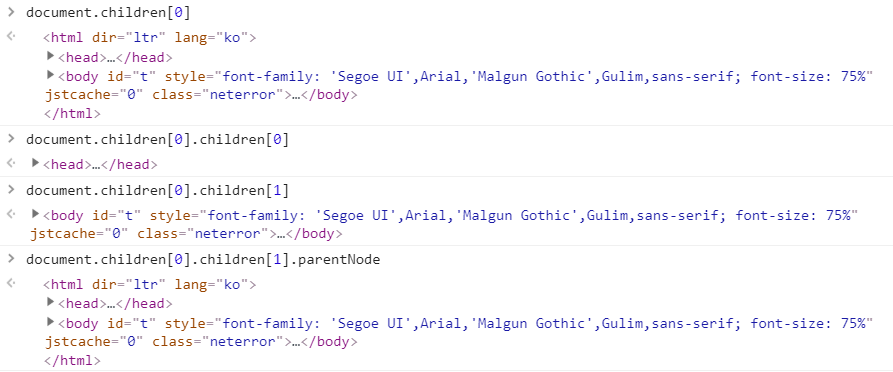 document.children[0]
<html dir="ltr" lang="ko">
<head>…</head>
<body id="t" style="font-family: 'Segoe UI',Arial,'Malgun Gothic',Gulim,sans-serif; font-size: 75%"
jstcache="0" class="neterror">…</body>
</html>
document.children[0].children[0]
<head>…</head>
document.children[0].children[1]
<body id="t" style="font-family: 'Segoe UI',Arial,'Malgun Gothic',Gulim,sans-serif; font-size: 75%"
jstcache="0" class="neterror">…</body>
document.children[0].children[1].parentNode
<html dir="ltr" lang="ko">
<head>…</head>
<body id="t" style="font-family: 'Segoe UI',Arial,'Malgun Gothic',Gulim,sans-serif; font-size: 75%"
jstcache="0" class="neterror">…</body>
</html>